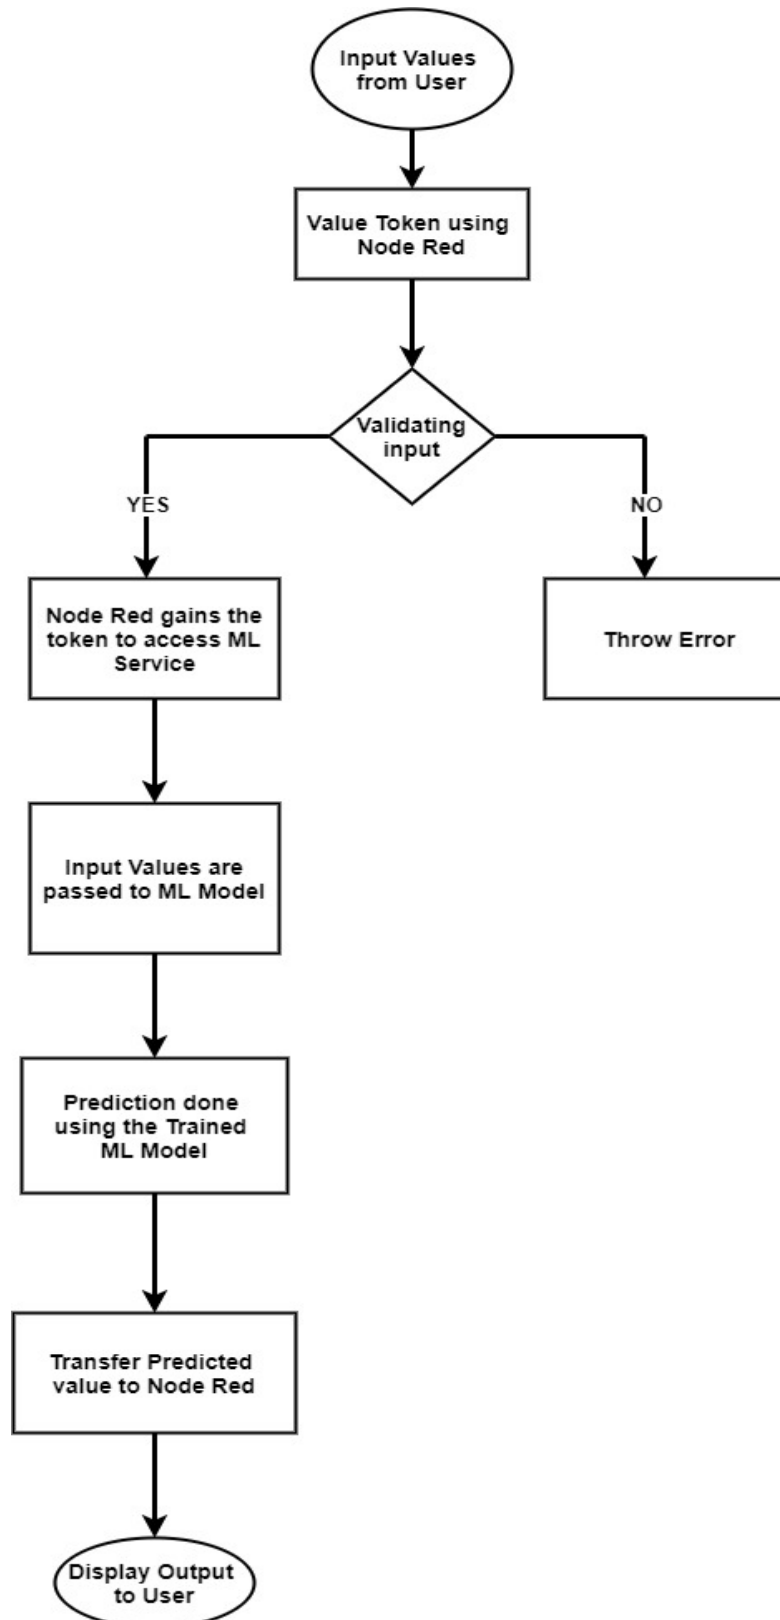 Input Values
from User
Value Token using
Node Red
Validating
input
YES
NO
Node Red gains the
token to access ML
Service
Throw Error
Input Values are
passed to ML Model
Prediction done
using the Trained
ML Model
Transfer Predicted
value to Node Red
Display Output
to User